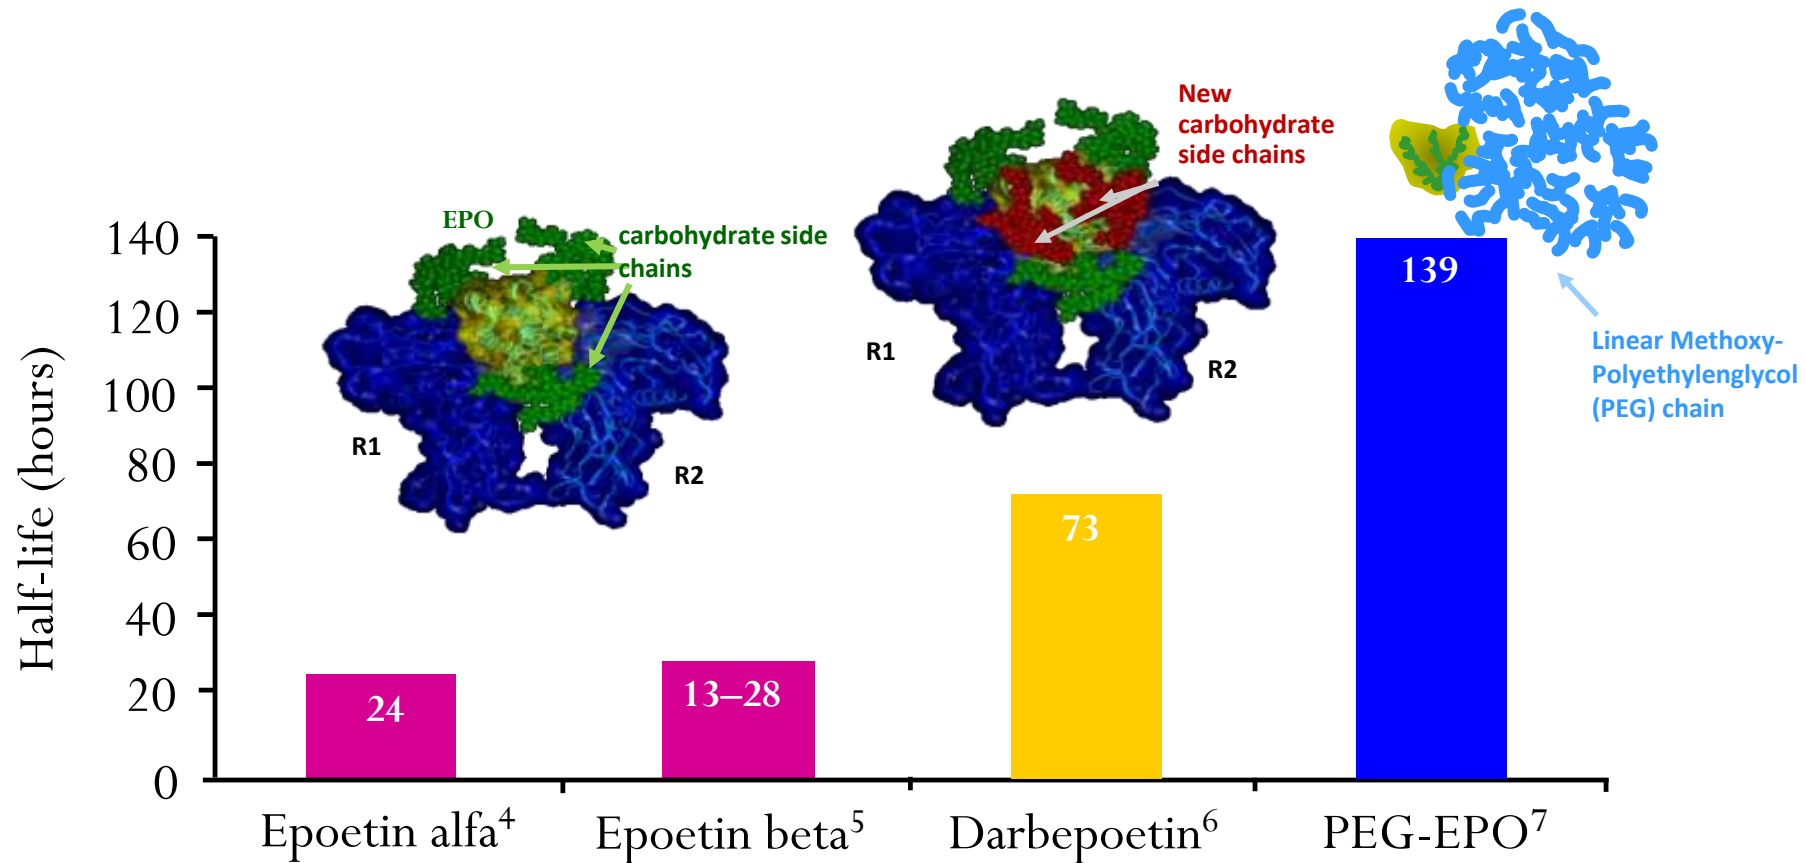 New
carbohydrate
side chains
EPO
carbohydrate side
chains
R1
R2
R1
R2
Linear Methoxy-
Polyethylenglycol
(PEG) chain
Half-life (hours)
140
120
100
80
60
40
20
0
24
13–28
73
139
Epoetin alfa⁴
Epoetin beta⁵
Darbepoetin⁶
PEG-EPO⁷